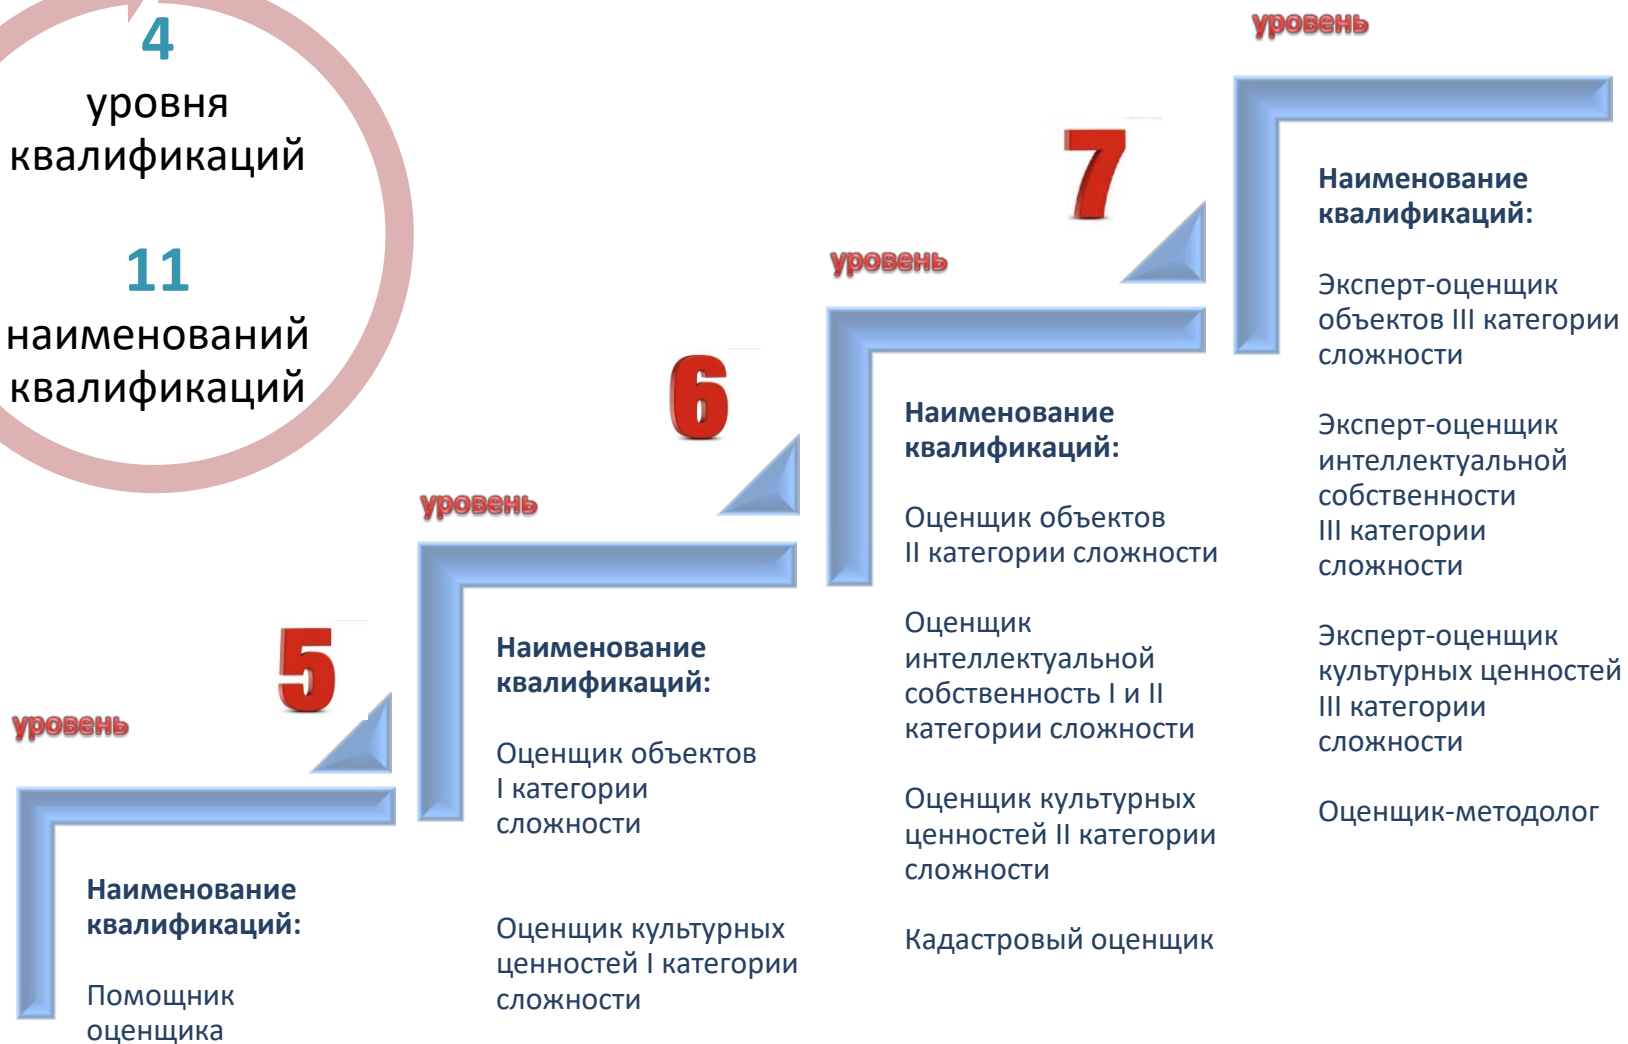 4
уровня
квалификаций
11
наименований
квалификаций
уровень
5
Наименование
квалификаций:
Помощник
оценщика
уровень
6
Наименование
квалификаций:
Оценщик объектов
I категории
сложности
Оценщик культурных
ценностей I категории
сложности
уровень
7
Наименование
квалификаций:
Оценщик объектов
II категории сложности
Оценщик
интеллектуальной
собственность I и II
категории сложности
Оценщик культурных
ценностей II категории
сложности
Кадастровый оценщик
уровень
Наименование
квалификаций:
Эксперт-оценщик
объектов III категории
сложности
Эксперт-оценщик
интеллектуальной
собственности
III категории
сложности
Эксперт-оценщик
культурных ценностей
III категории
сложности
Оценщик-методолог